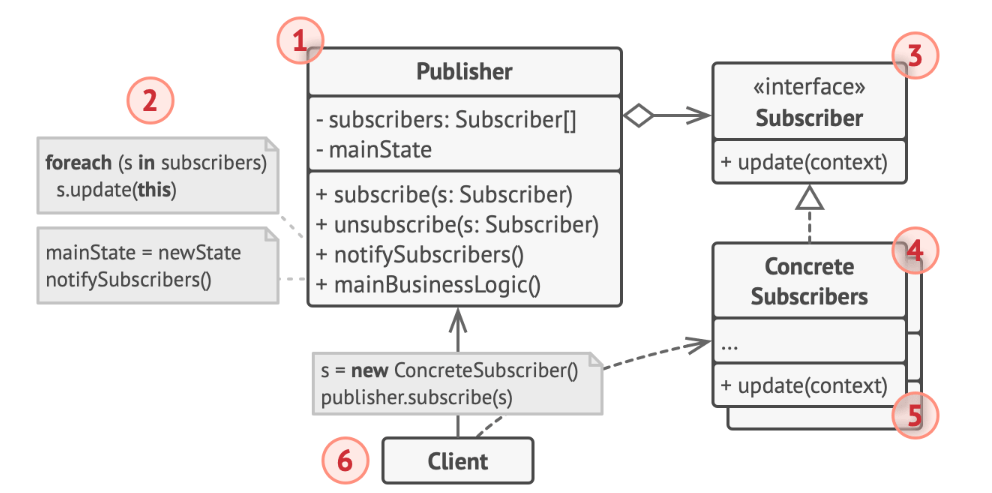 1
Publisher
- subscribers: Subscriber[]
- mainState
+ subscribe(s: Subscriber)
+ unsubscribe(s: Subscriber)
+ notifySubscribers()
+ mainBusinessLogic()
2
foreach (s in subscribers)
s.update(this)
mainState = newState
notifySubscribers()
3
«interface»
Subscriber
+ update(context)
4
Concrete
Subscribers
...
+ update(context)
5
s = new ConcreteSubscriber()
publisher.subscribe(s)
6
Client